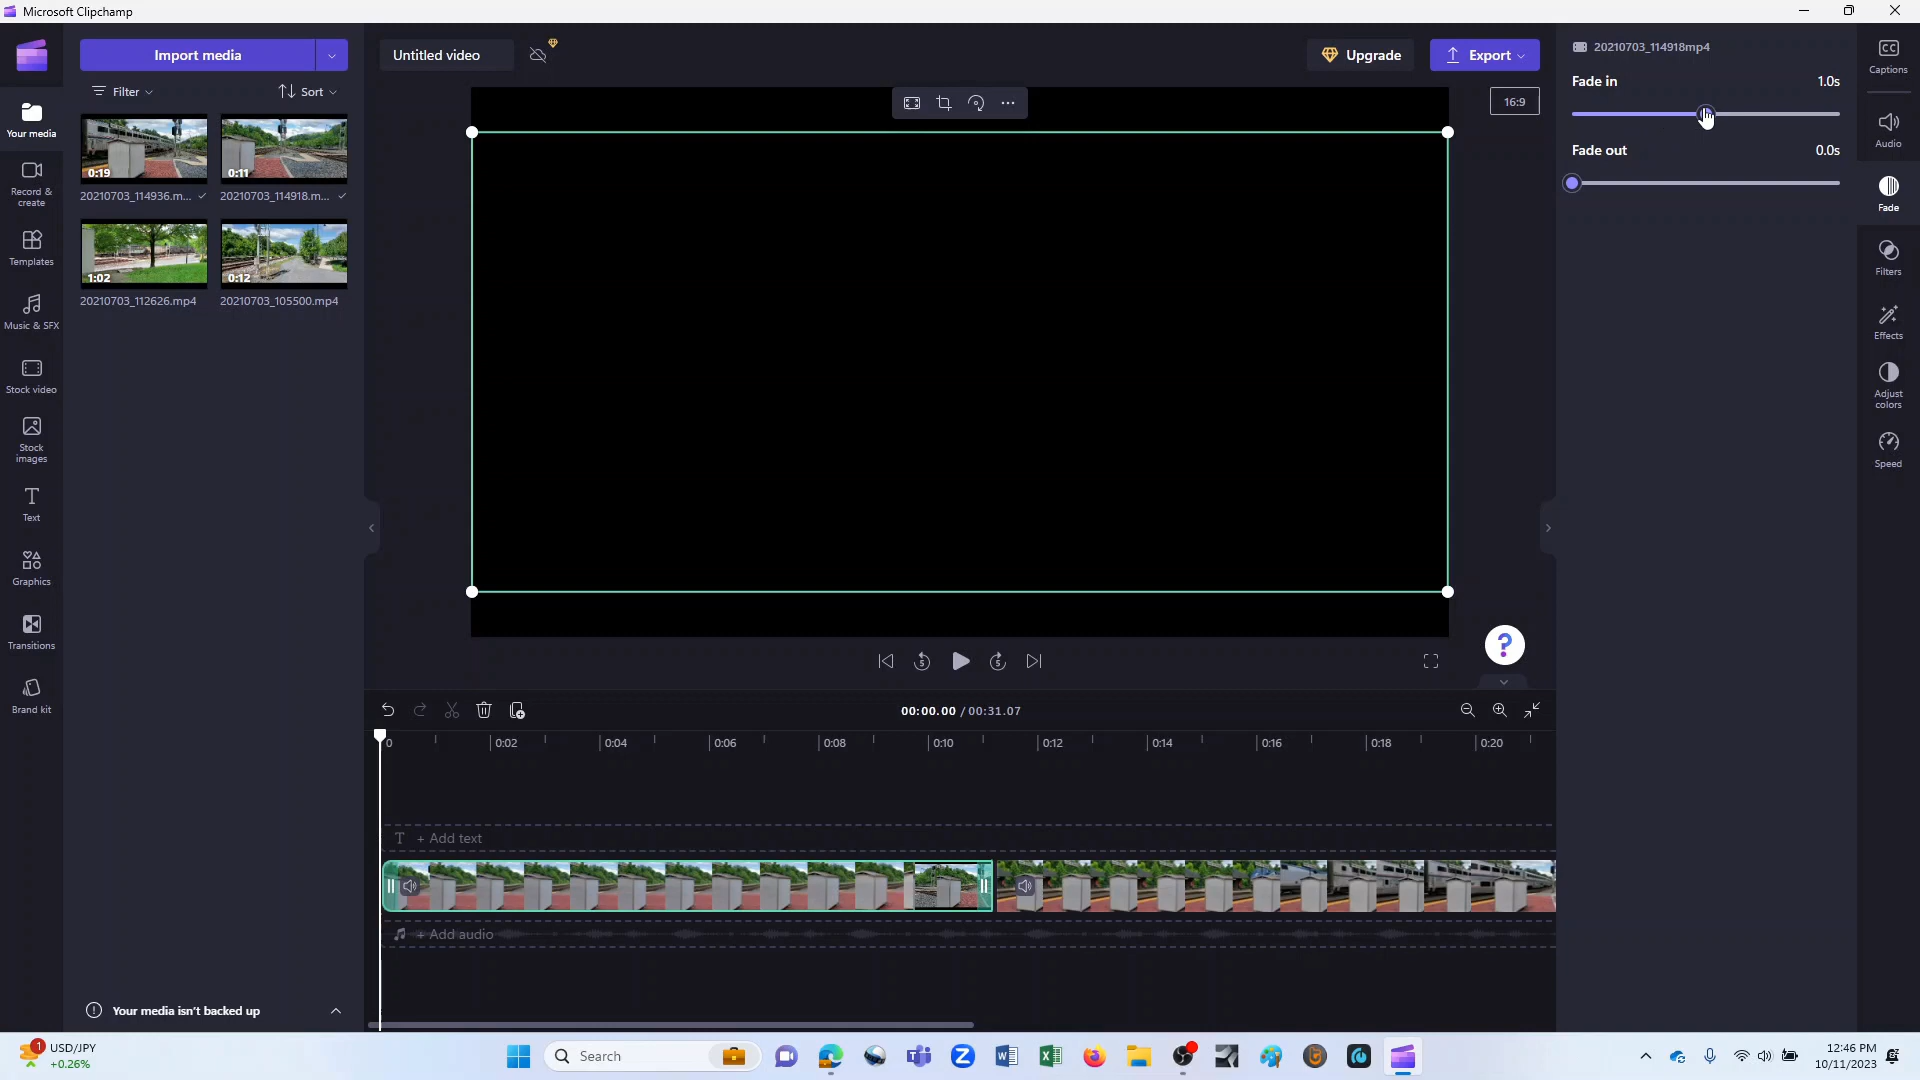 Microsoft Clipchamp
Import media
Untitled video
Upgrade
Export
20210703_114918mp4
Captions
Filter
Sort
16:9
Fade in
1.0s
Your media
Audio
0:19
0:11
Fade out
0.0s
20210703_114936.m...
20210703_114918.m...
Record &
create
Fade
Templates
1:02
0:12
Filters
20210703_112626.mp4
20210703_105500.mp4
Music & SFX
Effects
Stock video
Adjust
colors
Stock
images
Speed
Text
Graphics
Transitions
?
5
5
Brand kit
00:00.00 / 00:31.07
0
0:02
0:04
0:06
0:08
0:10
0:12
0:14
0:16
0:18
0:20
T + Add text
+ Add audio
Your media isn't backed up
1
USD/JPY
+0.26%
Search
12:46 PM
10/11/2023